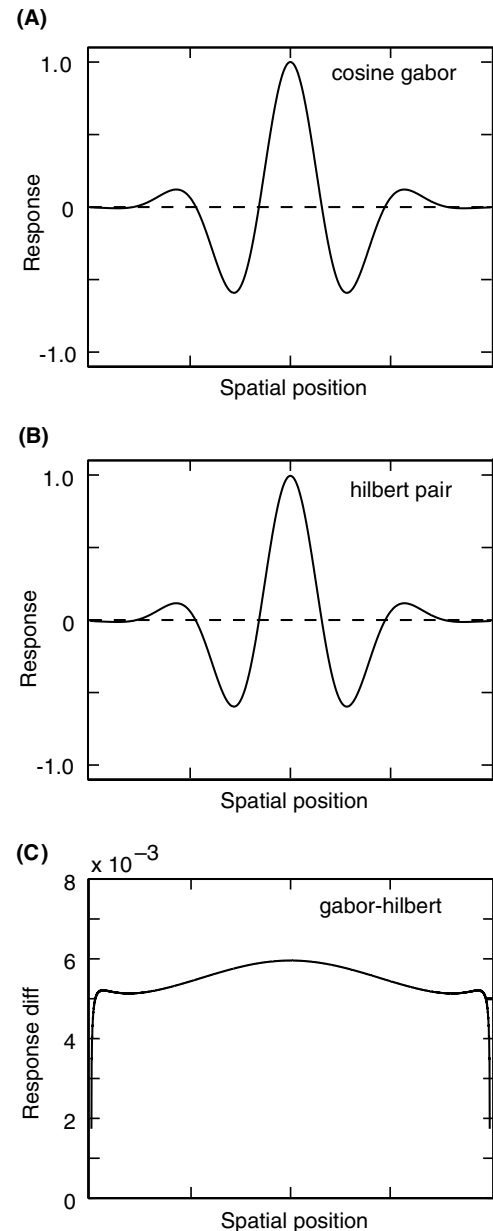 (A)
1.0
cosine gabor
Response
0
-1.0
Spatial position
(B)
1.0
hilbert pair
Response
0
-1.0
Spatial position
(C)
x 10⁻³
8
gabor-hilbert
6
Response diff
4
2
0
Spatial position